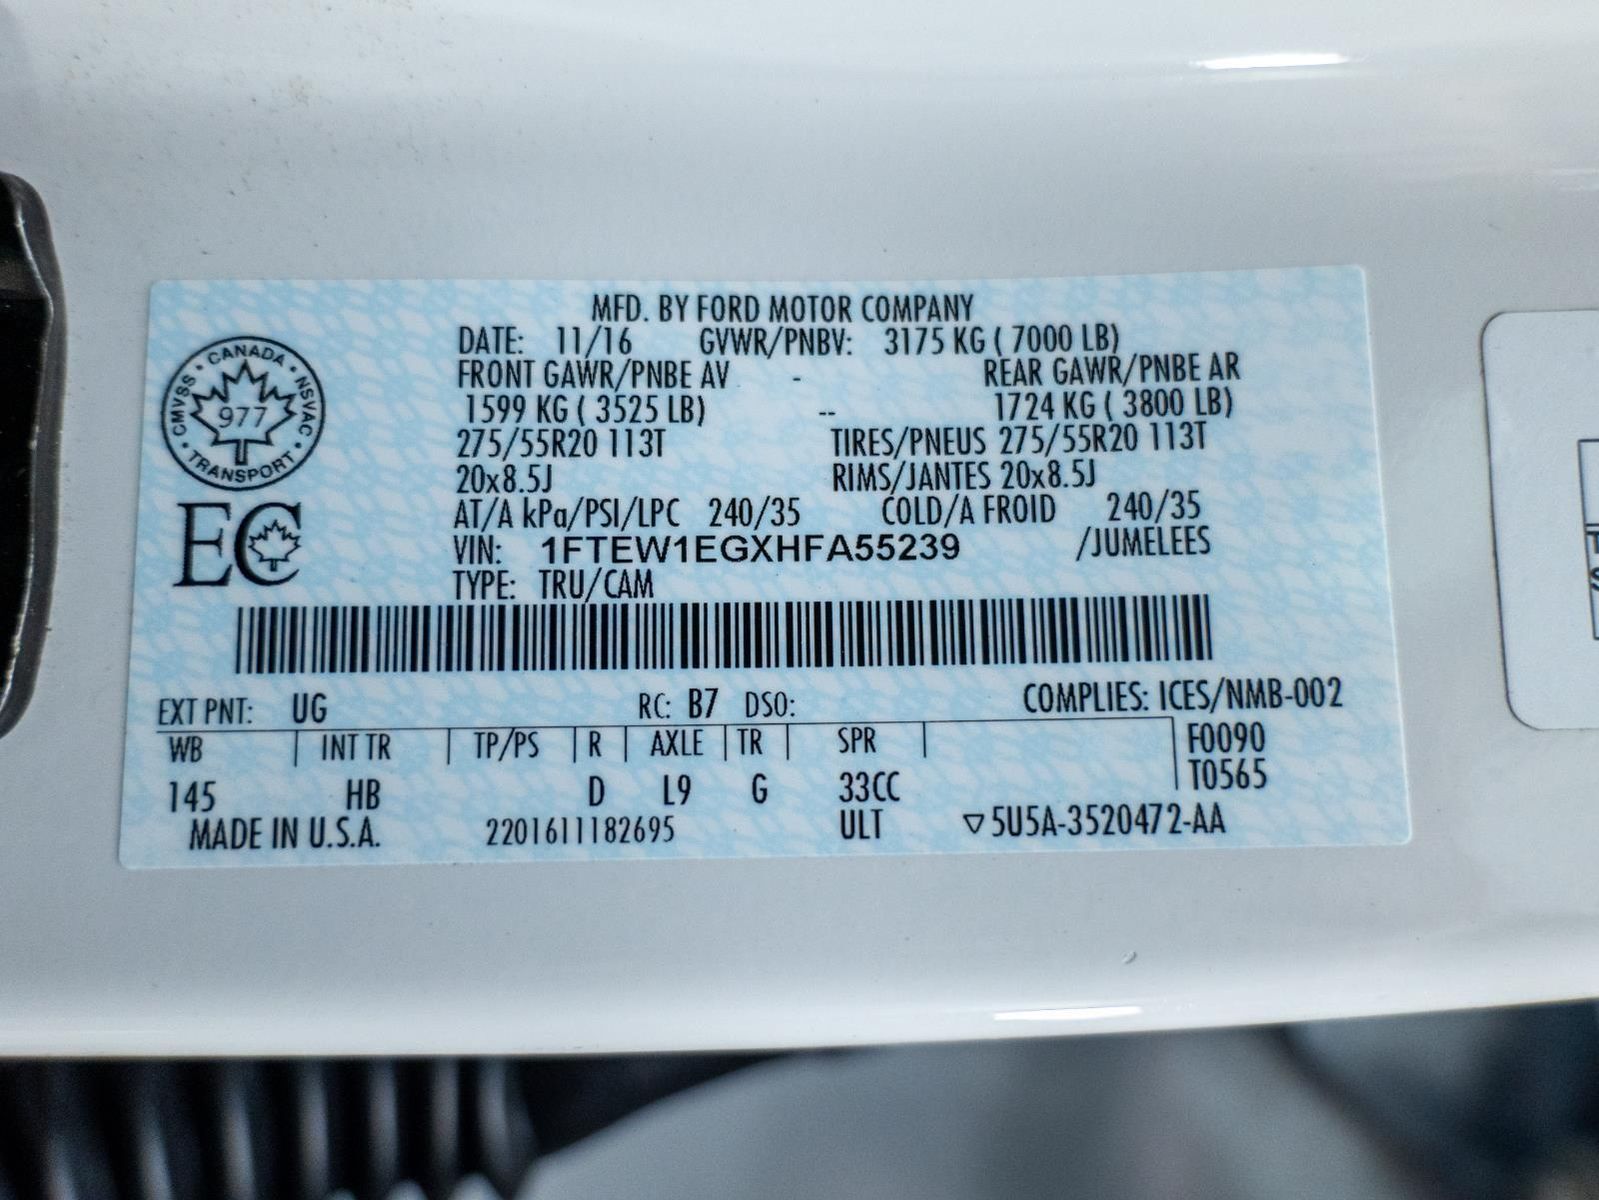 MFD. BY FORD MOTOR COMPANY
DATE: 11/16 GVWR/PNBV: 3175 KG ( 7000 LB)
FRONT GAWR/PNBE AV - REAR GAWR/PNBE AR
1599 KG ( 3525 LB) -- 1724 KG ( 3800 LB)
275/55R20 113T TIRES/PNEUS 275/55R20 113T
20x8.5J RIMS/JANTES 20x8.5J
AT/A kPa/PSI/LPC 240/35 COLD/A FROID 240/35
VIN: 1FTEW1EGXHFA55239 /JUMELEES
TYPE: TRU/CAM
CANADA
CMVSS · NSVAC
977
TRANSPORT
EC
EXT PNT: UG RC: B7 DSO: COMPLIES: ICES/NMB-002
WB | INT TR | TP/PS | R | AXLE | TR | SPR | F0090
T0565
145 HB D L9 G 33CC
MADE IN U.S.A. 2201611182695 ULT ▽5U5A-3520472-AA